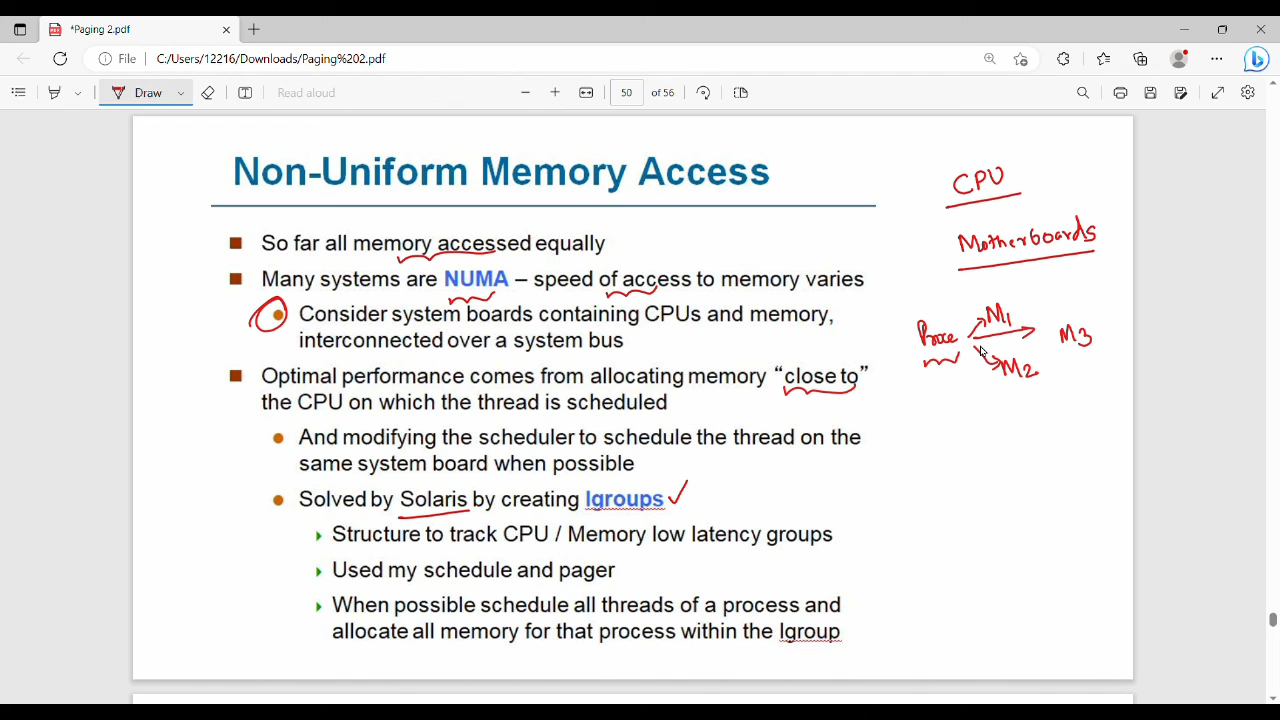 *Paging 2.pdf
File
C:/Users/12216/Downloads/Paging%202.pdf
Draw
Read aloud
50 of 56
Non-Uniform Memory Access
CPU
Motherboards
So far all memory accessed equally
Many systems are NUMA – speed of access to memory varies
Consider system boards containing CPUs and memory,
interconnected over a system bus
M1
M3
M2
Optimal performance comes from allocating memory “close to”
the CPU on which the thread is scheduled
And modifying the scheduler to schedule the thread on the
same system board when possible
Solved by Solaris by creating lgroups
Structure to track CPU / Memory low latency groups
Used my schedule and pager
When possible schedule all threads of a process and
allocate all memory for that process within the lgroup